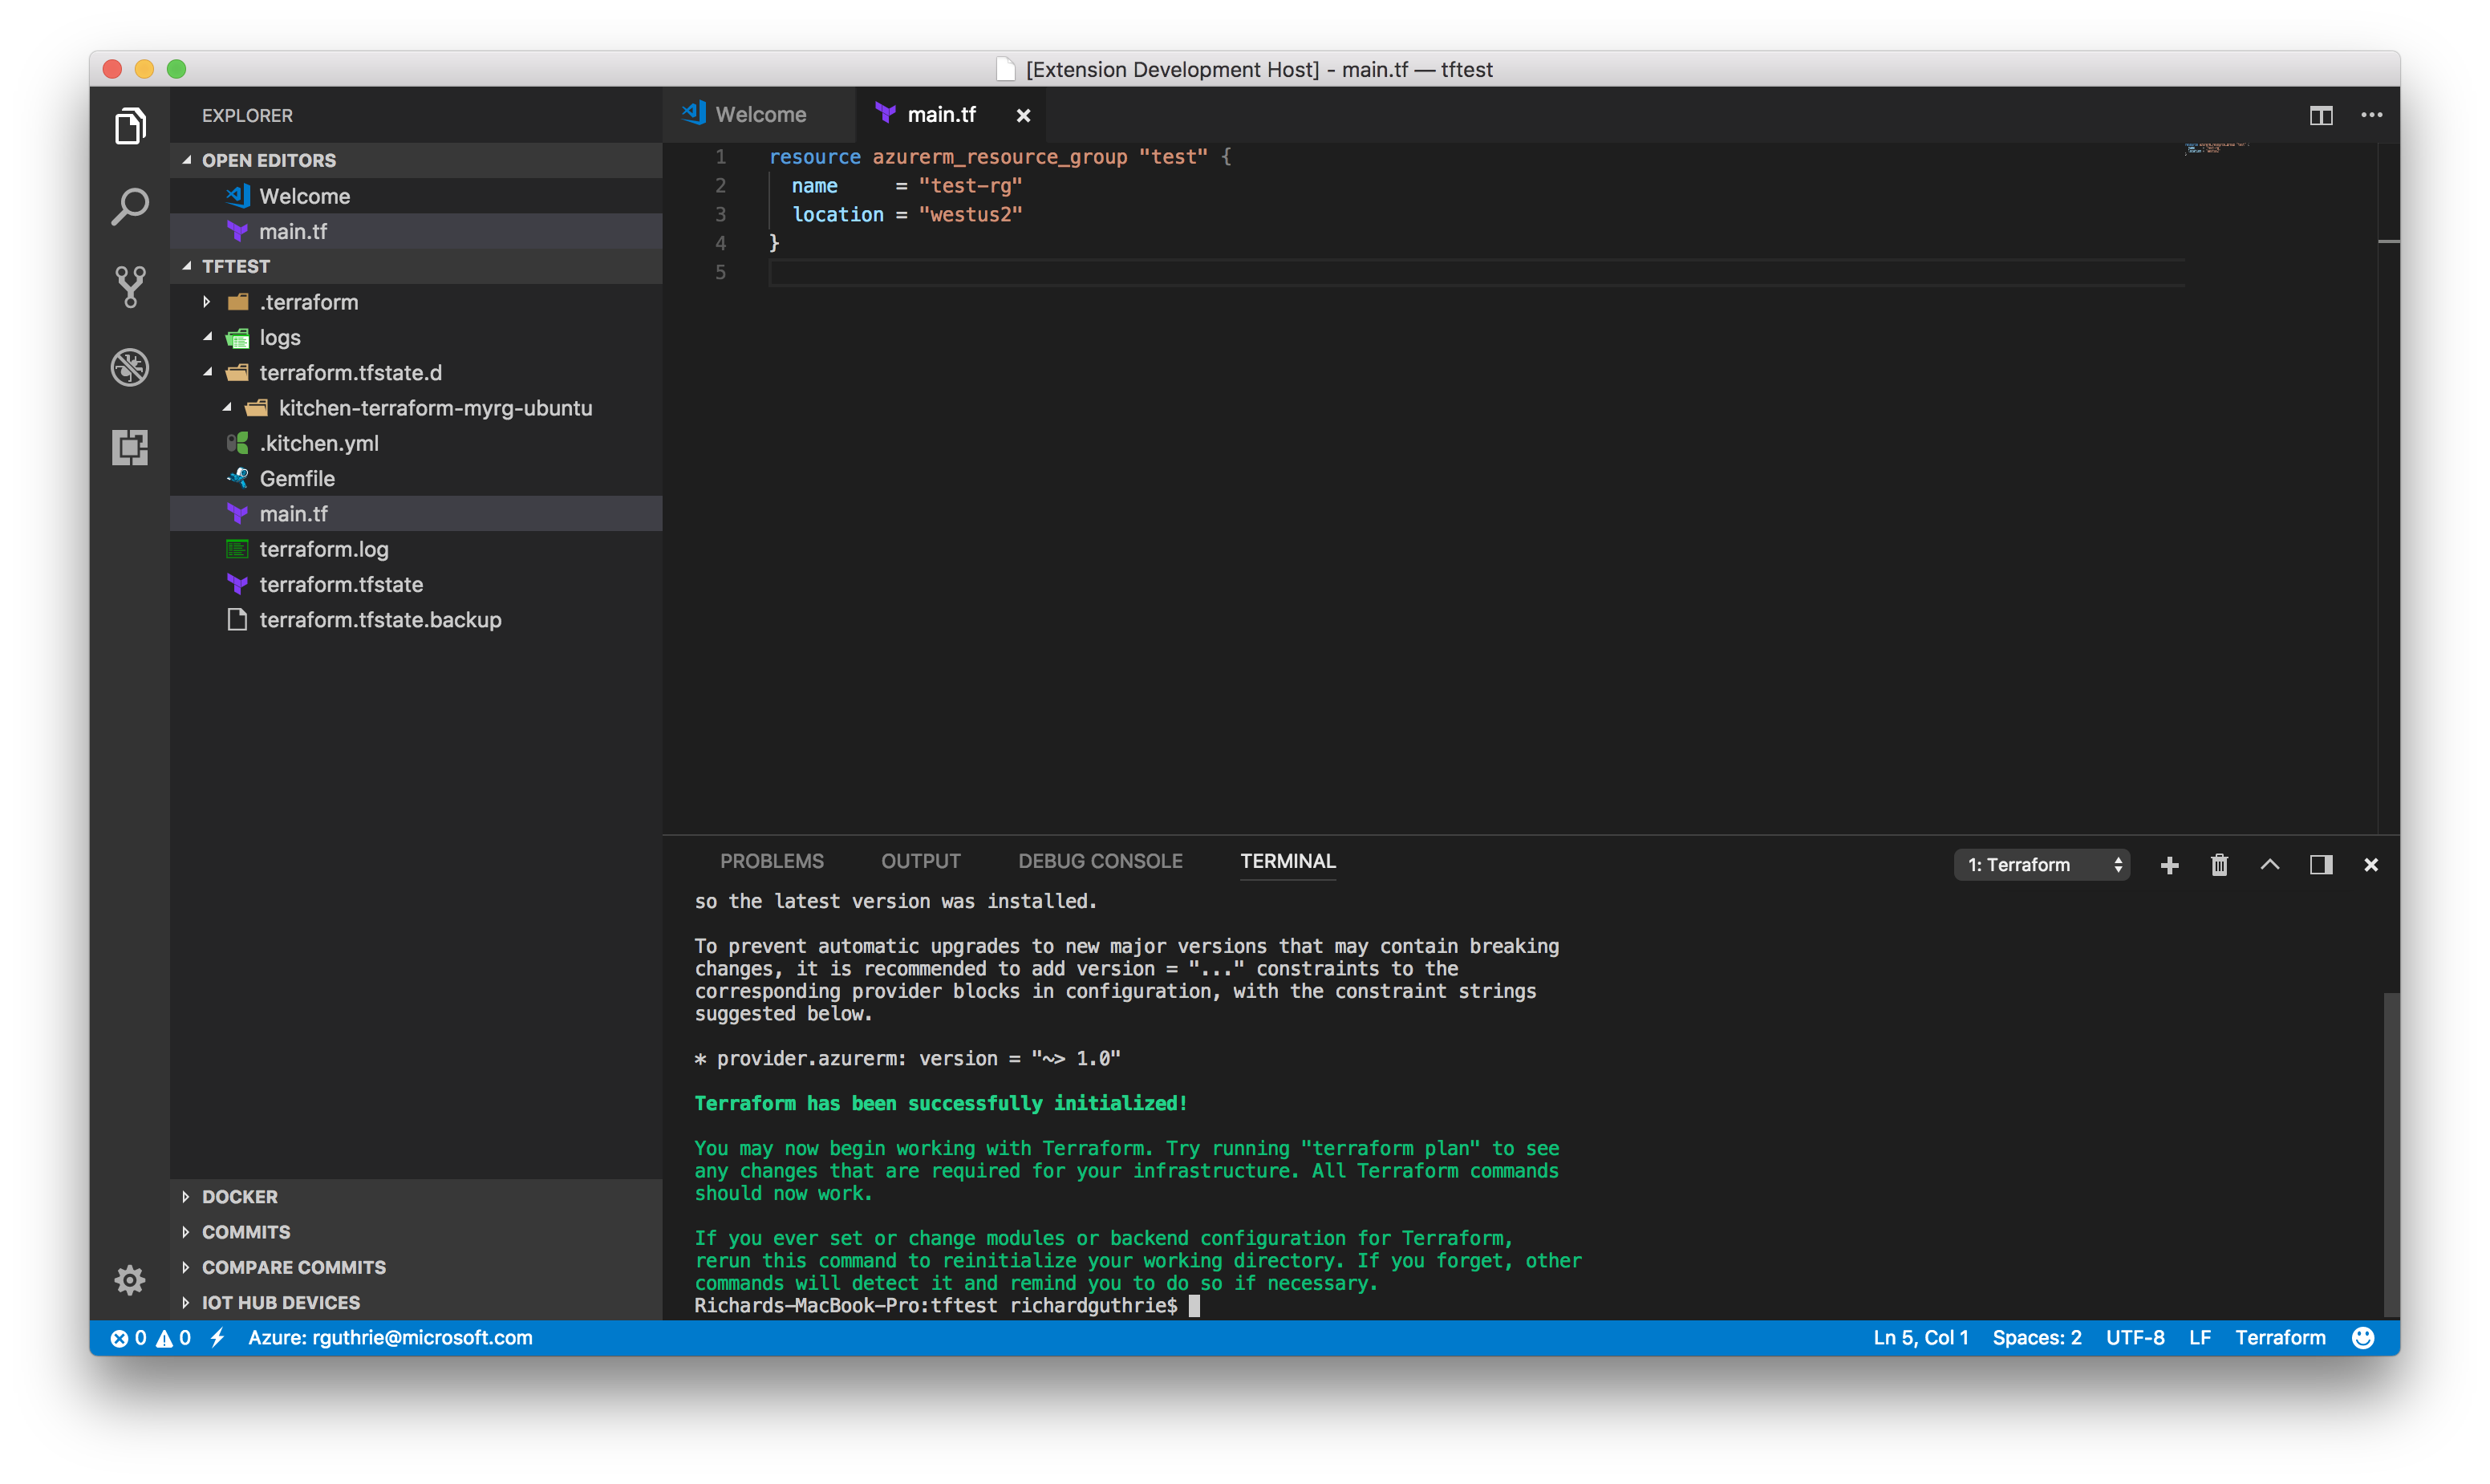 [Extension Development Host] - main.tf — tftest
EXPLORER
OPEN EDITORS
Welcome
main.tf
TFTEST
.terraform
logs
terraform.tfstate.d
kitchen-terraform-myrg-ubuntu
.kitchen.yml
Gemfile
main.tf
terraform.log
terraform.tfstate
terraform.tfstate.backup
DOCKER
COMMITS
COMPARE COMMITS
IOT HUB DEVICES
Welcome main.tf
1 resource azurerm_resource_group "test" {
2 name = "test-rg"
3 location = "westus2"
4 }
5
PROBLEMS OUTPUT DEBUG CONSOLE TERMINAL 1: Terraform
so the latest version was installed.
To prevent automatic upgrades to new major versions that may contain breaking
changes, it is recommended to add version = "..." constraints to the
corresponding provider blocks in configuration, with the constraint strings
suggested below.
* provider.azurerm: version = "~> 1.0"
Terraform has been successfully initialized!
You may now begin working with Terraform. Try running "terraform plan" to see
any changes that are required for your infrastructure. All Terraform commands
should now work.
If you ever set or change modules or backend configuration for Terraform,
rerun this command to reinitialize your working directory. If you forget, other
commands will detect it and remind you to do so if necessary.
Richards-MacBook-Pro:tftest richardguthrie$
0 0 Azure: rguthrie@microsoft.com Ln 5, Col 1 Spaces: 2 UTF-8 LF Terraform